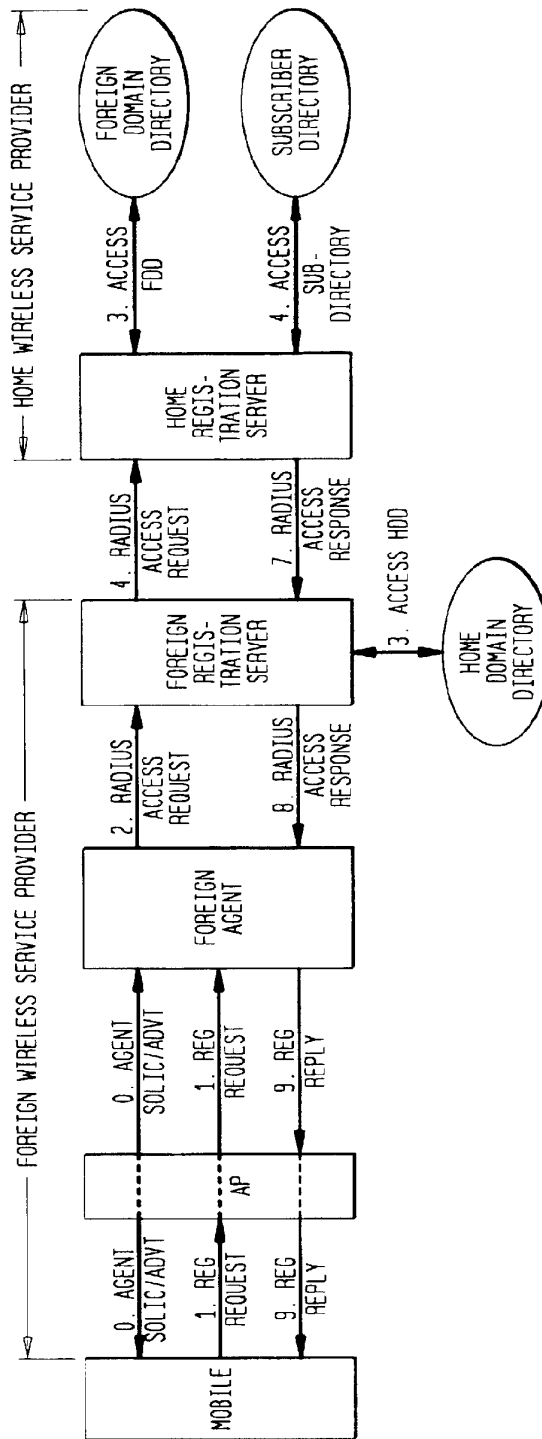 FOREIGN WIRELESS SERVICE PROVIDER
HOME WIRELESS SERVICE PROVIDER
MOBILE
0. AGENT
SOLIC/ADVT
1. REG
REQUEST
9. REG
REPLY
AP
0. AGENT
SOLIC/ADVT
1. REG
REQUEST
9. REG
REPLY
FOREIGN
AGENT
2. RADIUS
ACCESS
REQUEST
8. RADIUS
ACCESS
RESPONSE
FOREIGN
REGIS-
TRATION
SERVER
3. ACCESS HDD
HOME
DOMAIN
DIRECTORY
4. RADIUS
ACCESS
REQUEST
7. RADIUS
ACCESS
RESPONSE
HOME
REGIS-
TRATION
SERVER
3. ACCESS
FDD
4. ACCESS
SUB-
DIRECTORY
FOREIGN
DOMAIN
DIRECTORY
SUBSCRIBER
DIRECTORY